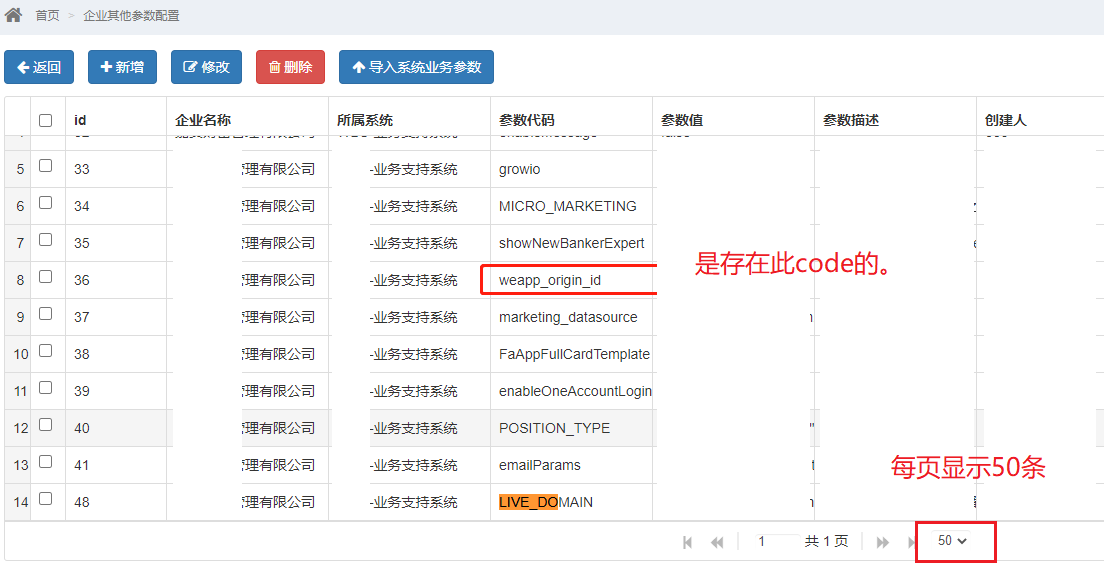 首页 > 企业其他参数配置
返回 新增 修改 删除 导入系统业务参数
id 企业名称 所属系统 参数代码 参数值 参数描述 创建人
5 33 管理有限公司 -业务支持系统 growio
6 34 管理有限公司 -业务支持系统 MICRO_MARKETING
7 35 管理有限公司 -业务支持系统 showNewBankerExpert
是存在此code的。
8 36 管理有限公司 -业务支持系统 weapp_origin_id
9 37 管理有限公司 -业务支持系统 marketing_datasource
10 38 管理有限公司 -业务支持系统 FaAppFullCardTemplate
11 39 管理有限公司 -业务支持系统 enableOneAccountLogin
12 40 管理有限公司 -业务支持系统 POSITION_TYPE "
13 41 管理有限公司 -业务支持系统 emailParams
每页显示50条
14 48 管理有限公司 -业务支持系统 LIVE_DOMAIN
1 共 1 页 50